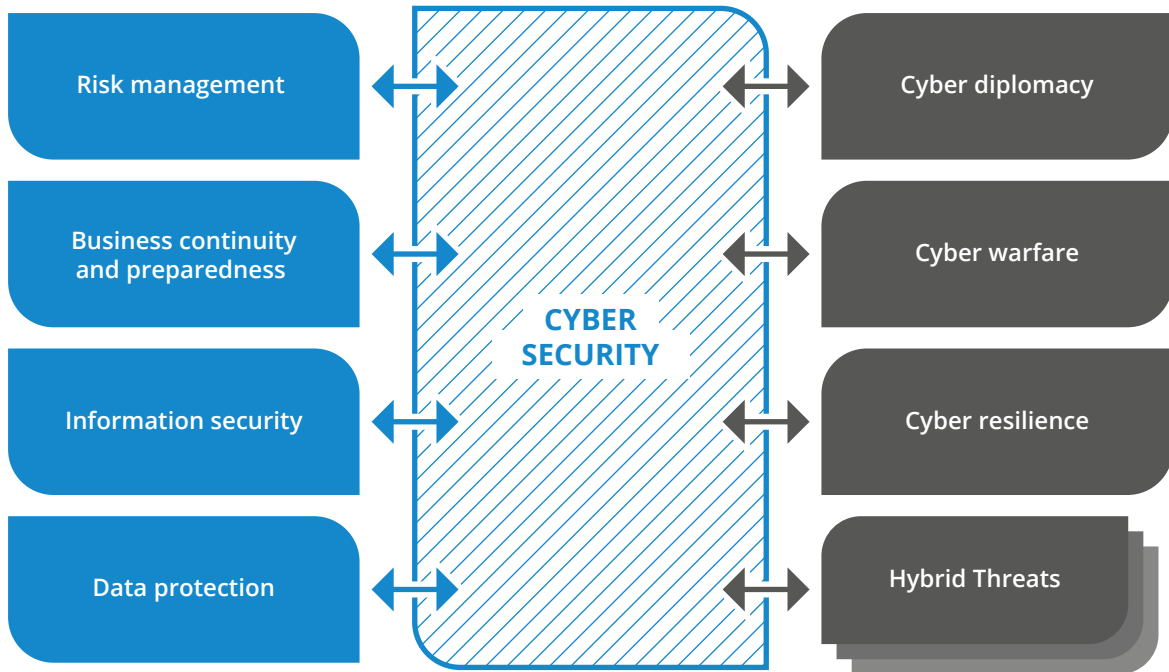 Risk management
Business continuity
and preparedness
Information security
Data protection
CYBER
SECURITY
Cyber diplomacy
Cyber warfare
Cyber resilience
Hybrid Threats